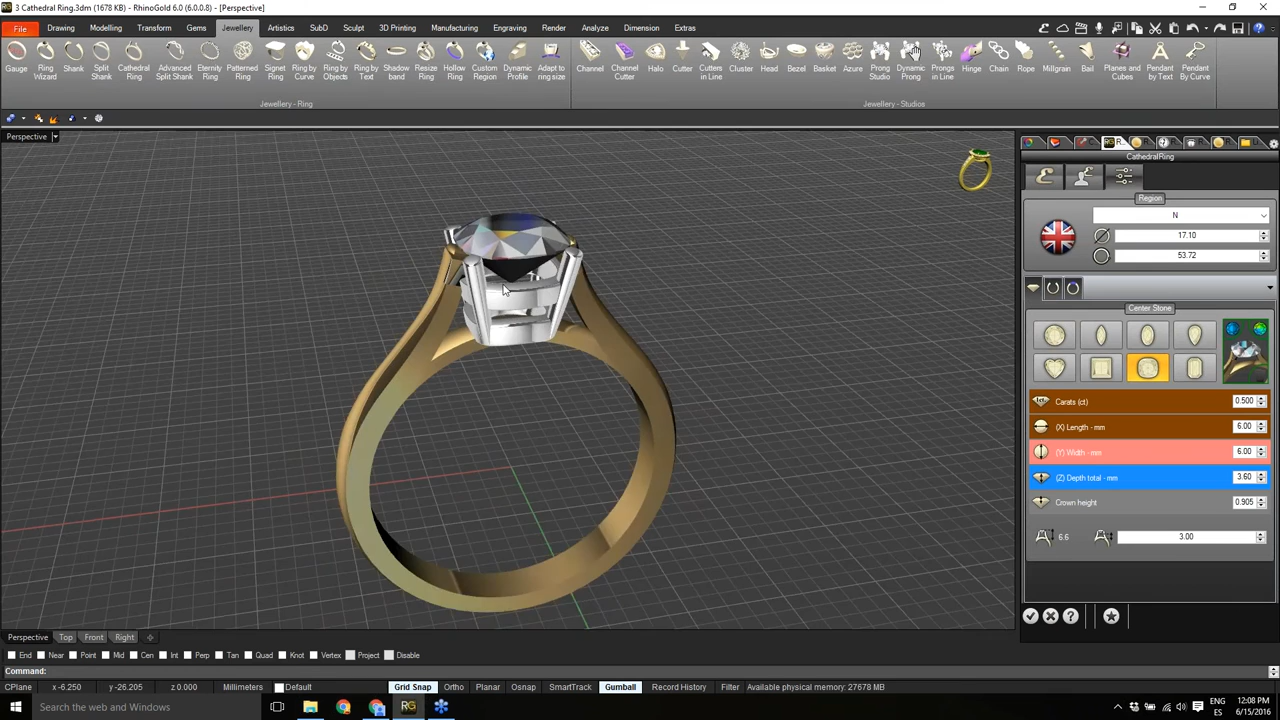 3 Cathedral Ring.3dm (1678 KB) - RhinoGold 6.0 (6.0.0.8) - [Perspective]
File Drawing Modelling Transform Gems Jewellery Artistics SubD Sculpt 3D Printing Manufacturing Engraving Render Analyze Dimension Extras
Gauge Ring Wizard Shank Split Shank Cathedral Ring Advanced Split Shank Eternity Ring Patterned Ring Signet Ring Ring by Curve Ring by Objects Ring by Text Shadow band Resize Ring Hollow Ring Custom Region Dynamic Profile Adapt to ring size Channel Channel Cutter Halo Cutter Cutters in Line Cluster Head Bezel Basket Azure Prong Studio Dynamic Prong Prongs in Line Hinge Chain Rope Millgrain Bail Planes and Cubes Pendant by Text Pendant By Curve
Jewellery - Ring Jewellery - Studios
Perspective
RG R...
CathedralRing
Region
N
17.10
53.72
Center Stone
Carats (ct) 0.500
(X) Length - mm 6.00
(Y) Width - mm 6.00
(Z) Depth total - mm 3.60
Crown height 0.905
6.6 3.00
Perspective Top Front Right
End Near Point Mid Cen Int Perp Tan Quad Knot Vertex Project Disable
Command:
CPlane x -6.250 y -26.205 z 0.000 Millimeters Default Grid Snap Ortho Planar Osnap SmartTrack Gumball Record History Filter Available physical memory: 27678 MB
Search the web and Windows
RG
ENG 12:08 PM
ES 6/15/2016